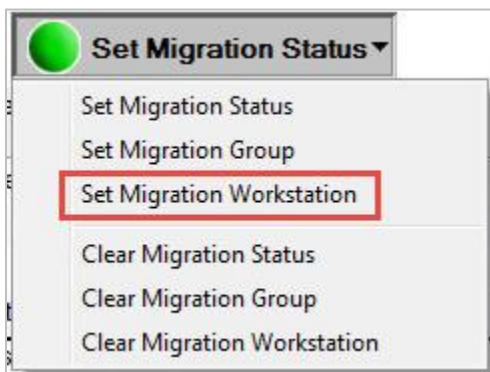 Set Migration Status
Set Migration Status
Set Migration Group
Set Migration Workstation
Clear Migration Status
Clear Migration Group
Clear Migration Workstation